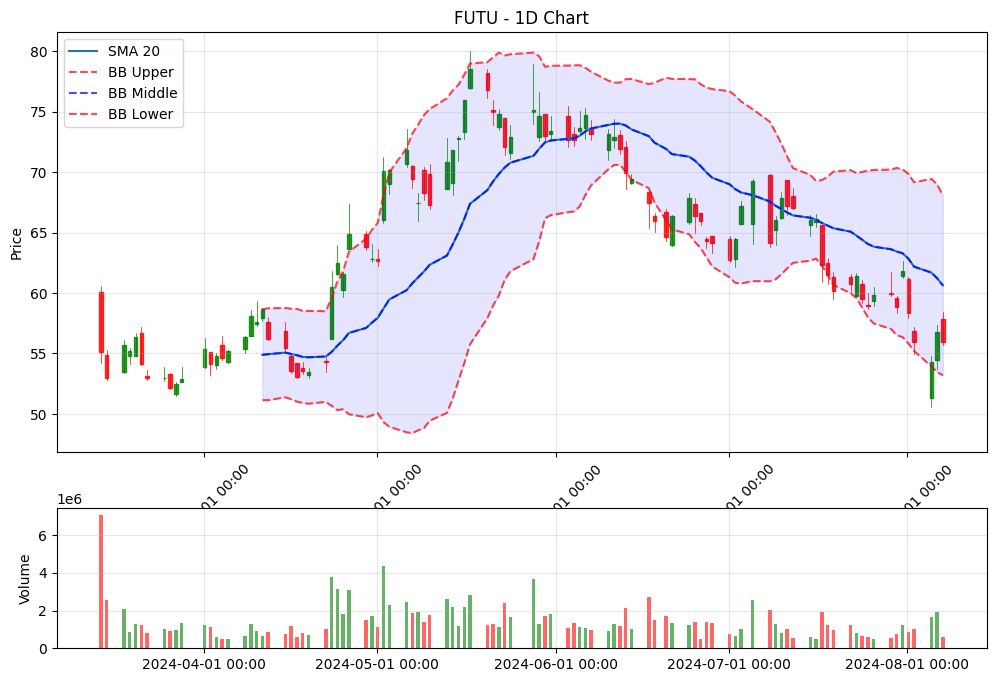 FUTU - 1D Chart
SMA 20
BB Upper
BB Middle
BB Lower
Price
80
75
70
65
60
55
50
01 00:00
01 00:00
01 00:00
01 00:00
01 00:00
1e6
Volume
6
4
2
0
2024-04-01 00:00
2024-05-01 00:00
2024-06-01 00:00
2024-07-01 00:00
2024-08-01 00:00